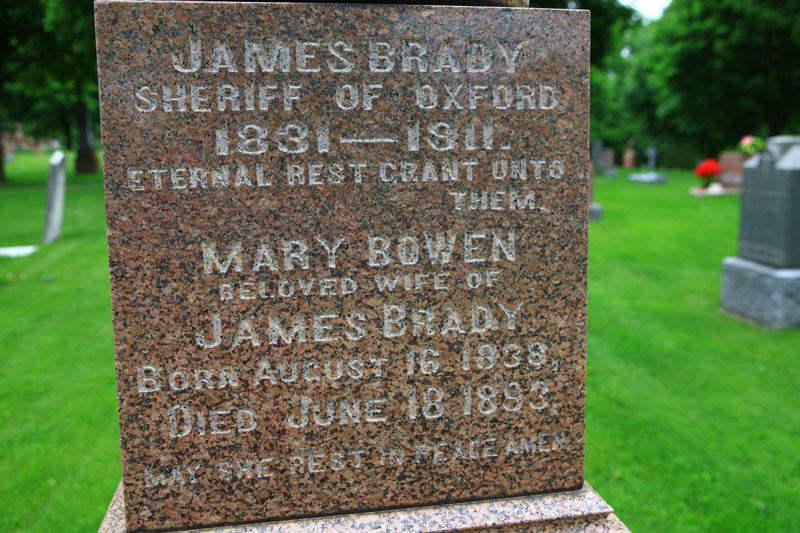 JAMES BRADY
SHERIFF OF OXFORD
1831—1911.
ETERNAL REST GRANT UNTO
THEM.
MARY BOWEN
BELOVED WIFE OF
JAMES BRADY
BORN AUGUST 16 1838,
DIED JUNE 18 1893.
MAY SHE REST IN PEACE AMEN